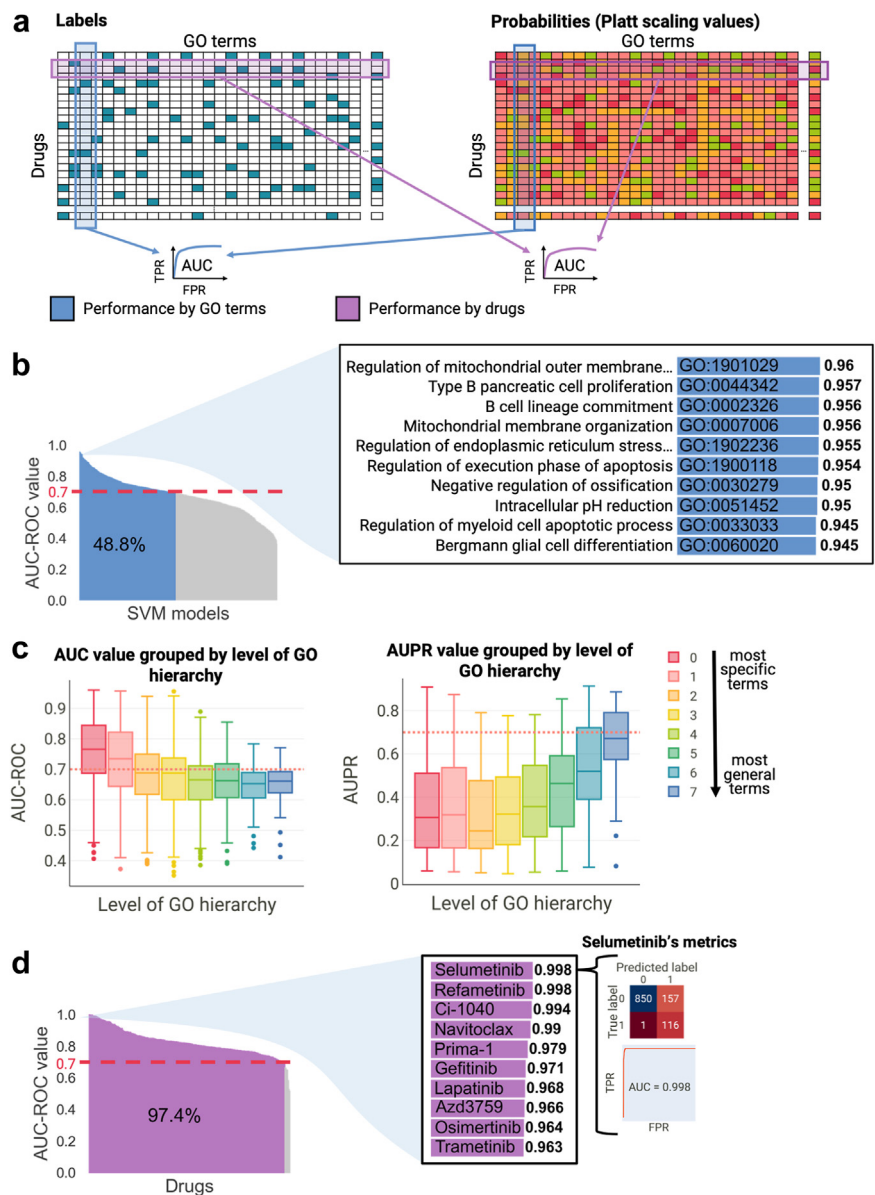 a
Labels
GO terms
Drugs
...
Probabilities (Platt scaling values)
GO terms
Drugs
...
TPR
AUC
FPR
TPR
AUC
FPR
Performance by GO terms
Performance by drugs
b
1.0
0.8
0.7
0.6
0.4
0.2
0.0
AUC-ROC value
48.8%
SVM models
Regulation of mitochondrial outer membrane... GO:1901029 0.96
Type B pancreatic cell proliferation GO:0044342 0.957
B cell lineage commitment GO:0002326 0.956
Mitochondrial membrane organization GO:0007006 0.956
Regulation of endoplasmic reticulum stress... GO:1902236 0.955
Regulation of execution phase of apoptosis GO:1900118 0.954
Negative regulation of ossification GO:0030279 0.95
Intracellular pH reduction GO:0051452 0.95
Regulation of myeloid cell apoptotic process GO:0033033 0.945
Bergmann glial cell differentiation GO:0060020 0.945
c
AUC value grouped by level of GO
hierarchy
0.9
0.8
0.7
0.6
0.5
0.4
AUC-ROC
Level of GO hierarchy
AUPR value grouped by level of
GO hierarchy
0.8
0.6
0.4
0.2
0
AUPR
Level of GO hierarchy
0
1
2
3
4
5
6
7
most
specific
terms
most
general
terms
d
1.0
0.8
0.7
0.6
0.4
0.2
0.0
AUC-ROC value
97.4%
Drugs
Selumetinib 0.998
Refametinib 0.998
Ci-1040 0.994
Navitoclax 0.99
Prima-1 0.979
Gefitinib 0.971
Lapatinib 0.968
Azd3759 0.966
Osimertinib 0.964
Trametinib 0.963
Selumetinib's metrics
Predicted label
0 1
True label
0 850 157
1 1 116
TPR
AUC = 0.998
FPR